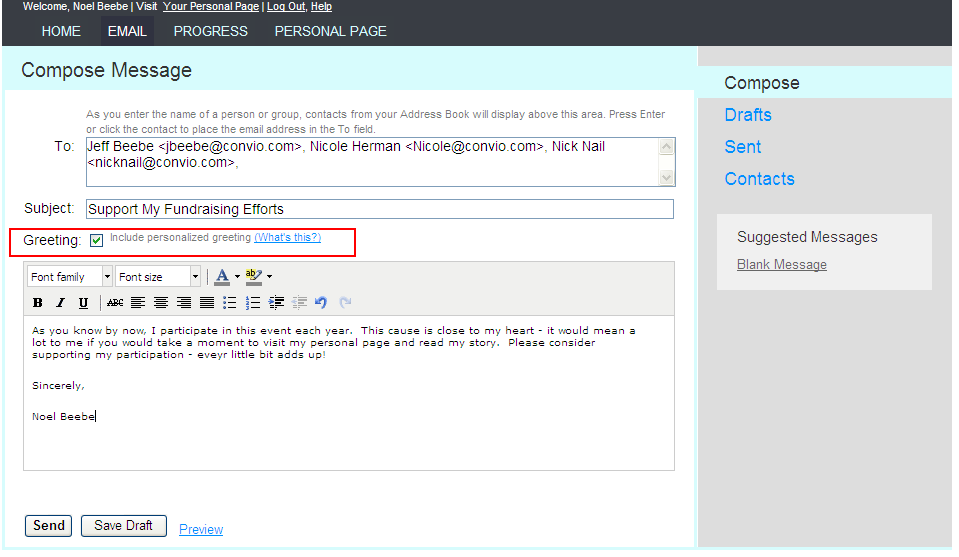 Welcome, Noel Beebe | Visit Your Personal Page | Log Out, Help
HOME EMAIL PROGRESS PERSONAL PAGE
Compose Message
As you enter the name of a person or group, contacts from your Address Book will display above this area. Press Enter
or click the contact to place the email address in the To field.
To: Jeff Beebe <jbeebe@convio.com>, Nicole Herman <Nicole@convio.com>, Nick Nail
<nicknail@convio.com>,
Subject: Support My Fundraising Efforts
Greeting: Include personalized greeting (What's this?)
Font family Font size A ab
B I U ABC
As you know by now, I participate in this event each year. This cause is close to my heart - it would mean a
lot to me if you would take a moment to visit my personal page and read my story. Please consider
supporting my participation - eveyr little bit adds up!
Sincerely,
Noel Beebe
Send Save Draft Preview
Compose
Drafts
Sent
Contacts
Suggested Messages
Blank Message